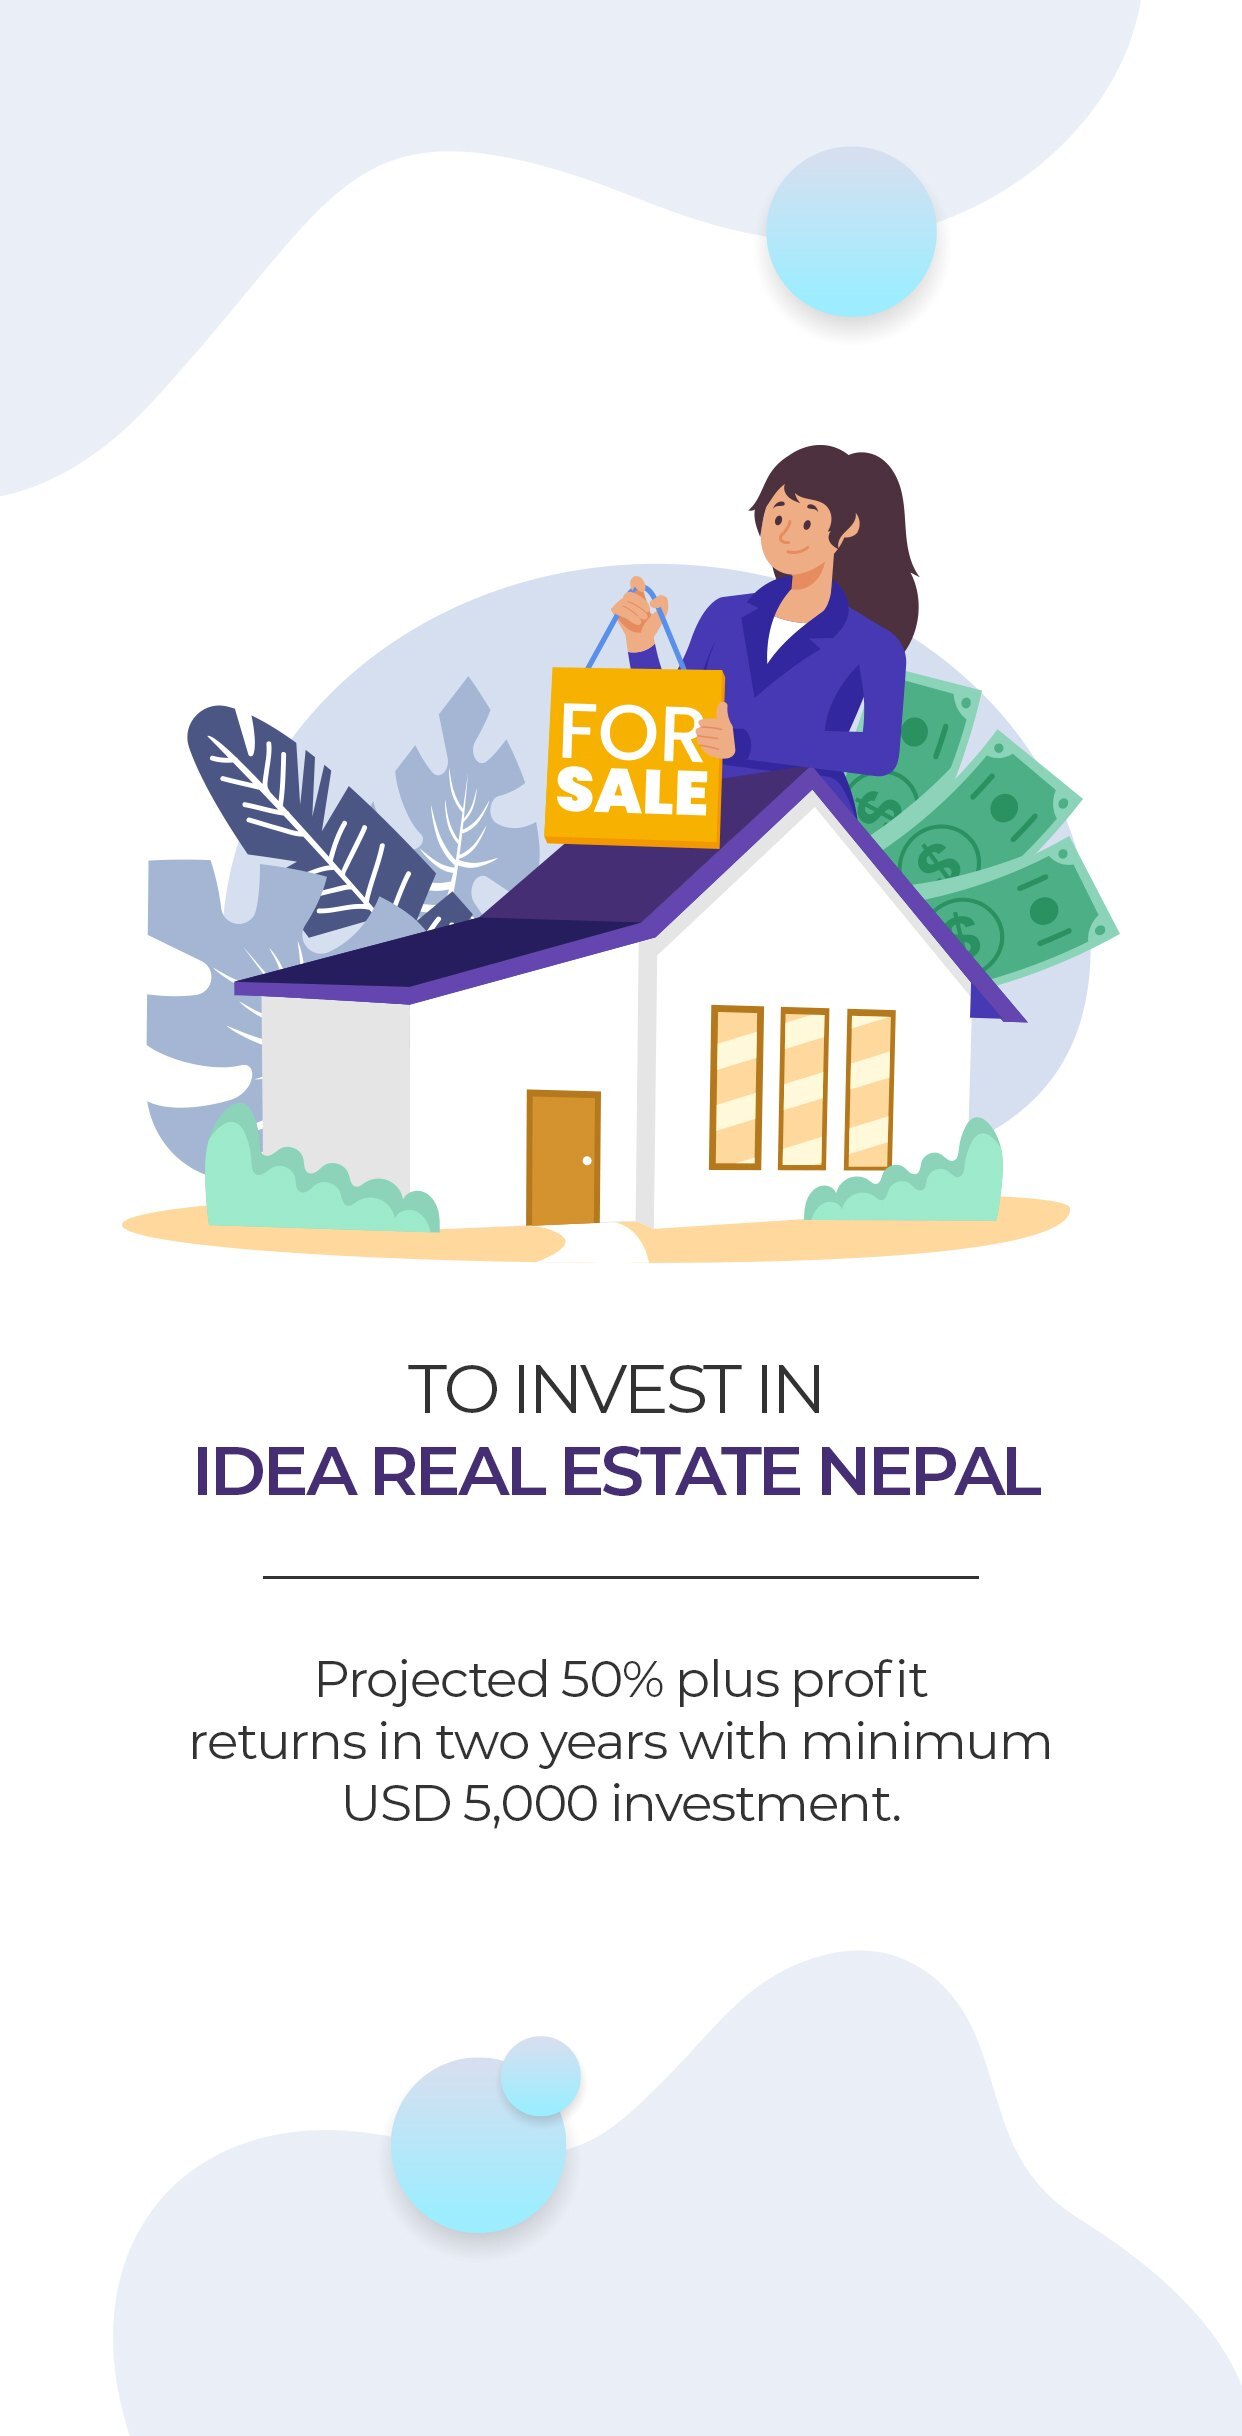 FOR
SALE
TO INVEST IN
IDEA REAL ESTATE NEPAL
Projected 50% plus profit
returns in two years with minimum
USD 5,000 investment.